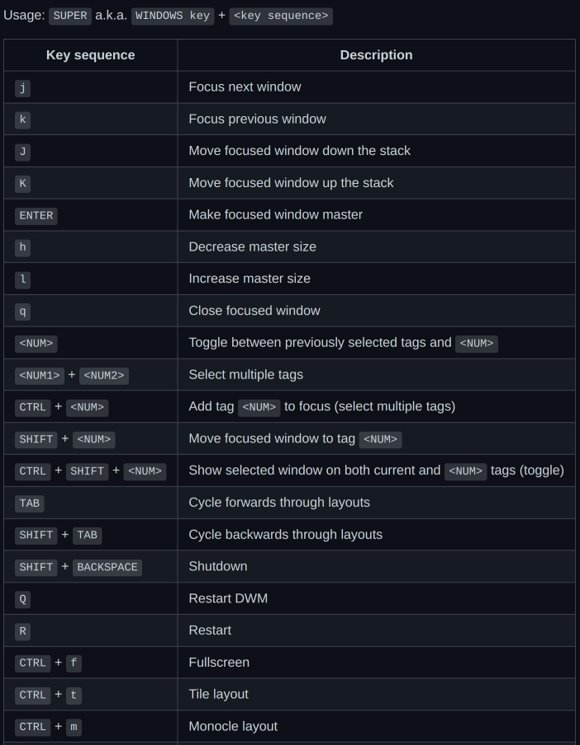 Usage: SUPER a.k.a. WINDOWS key + <key sequence>
Key sequence Description
j Focus next window
k Focus previous window
J Move focused window down the stack
K Move focused window up the stack
ENTER Make focused window master
h Decrease master size
l Increase master size
q Close focused window
<NUM> Toggle between previously selected tags and <NUM>
<NUM1> + <NUM2> Select multiple tags
CTRL + <NUM> Add tag <NUM> to focus (select multiple tags)
SHIFT + <NUM> Move focused window to tag <NUM>
CTRL + SHIFT + <NUM> Show selected window on both current and <NUM> tags (toggle)
TAB Cycle forwards through layouts
SHIFT + TAB Cycle backwards through layouts
SHIFT + BACKSPACE Shutdown
Q Restart DWM
R Restart
CTRL + f Fullscreen
CTRL + t Tile layout
CTRL + m Monocle layout